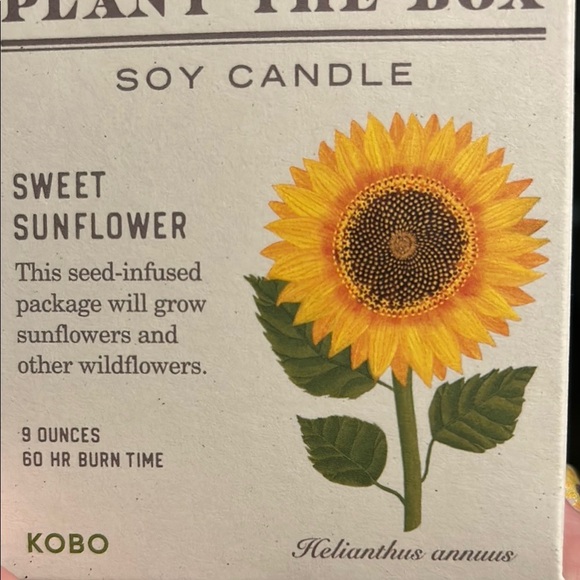 PLANT THE BOX
SOY CANDLE
SWEET
SUNFLOWER
This seed-infused
package will grow
sunflowers and
other wildflowers.
9 OUNCES
60 HR BURN TIME
KOBO
Helianthus annuus